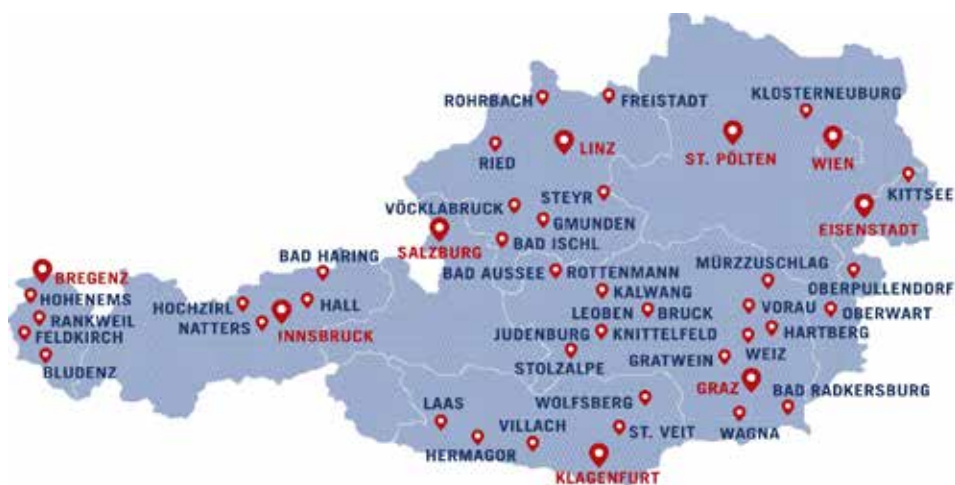 KLOSTERNEUBURG
ROHRBACH
FREISTADT
LINZ
ST. PÖLTEN
WIEN
RIED
KITTSEE
STEYR
VÖCKLABRUCK
GMUNDEN
EISENSTADT
SALZBURG
BAD ISCHL
BAD HARING
MÜRZZUSCHLAG
BREGENZ
BAD AUSSEE
ROTTENMANN
OBERPULLENDORF
HOHENEMS
KALWANG
HOCHZIRL
HALL
VORAU
OBERWART
RANKWEIL
LEOBEN
BRUCK
NATTERS
INNSBRUCK
FELDKIRCH
JUDENBURG
KNITTELFELD
HARTBERG
WEIZ
STOLZALPE
GRATWEIN
BLUDENZ
GRAZ
BAD RADKERSBURG
LAAS
WOLFSBERG
VILLACH
ST. VEIT
WAGNA
HERMAGOR
KLAGENFURT